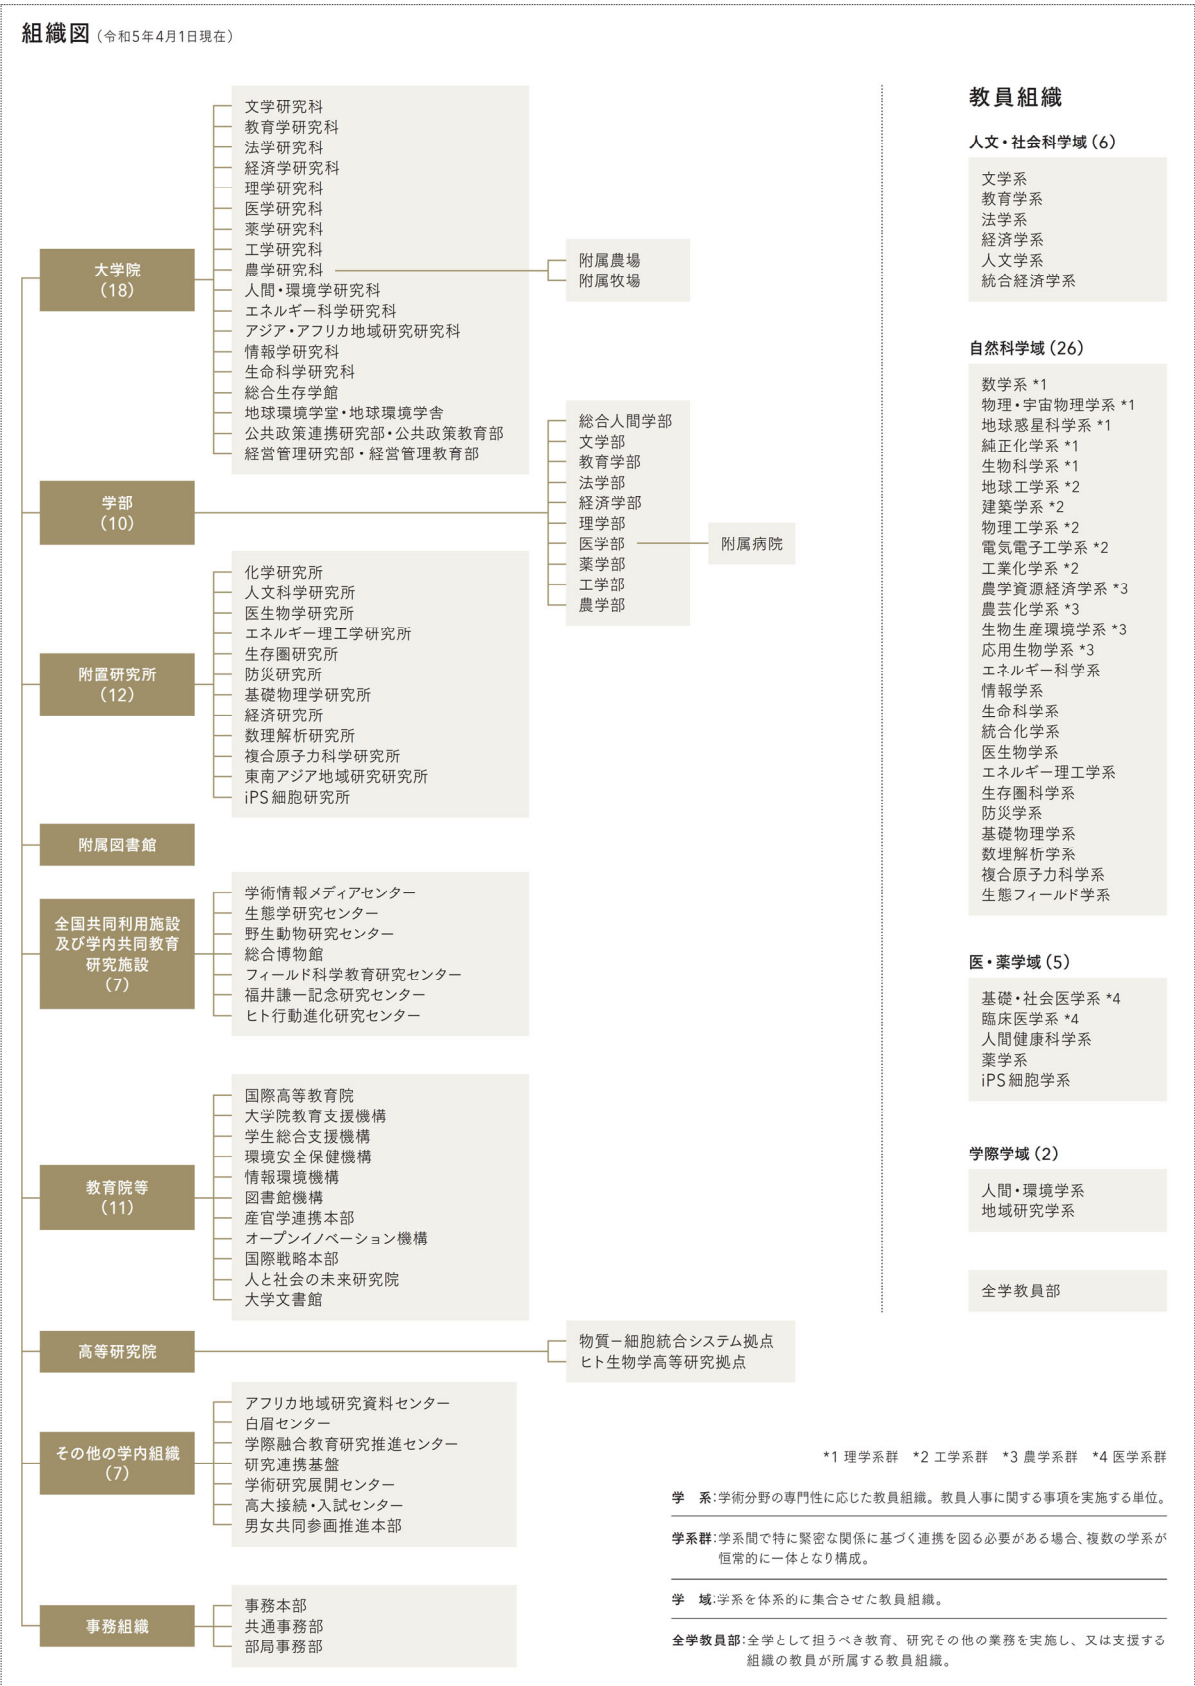 組織図（令和5年4月1日現在）
大学院
（18）
文学研究科
教育学研究科
法学研究科
経済学研究科
理学研究科
医学研究科
薬学研究科
工学研究科
農学研究科
人間・環境学研究科
エネルギー科学研究科
アジア・アフリカ地域研究研究科
情報学研究科
生命科学研究科
総合生存学館
地球環境学堂・地球環境学舎
公共政策連携研究部・公共政策教育部
経営管理研究部・経営管理教育部
附属農場
附属牧場
学部
（10）
総合人間学部
文学部
教育学部
法学部
経済学部
理学部
医学部
薬学部
工学部
農学部
附属病院
附置研究所
（12）
化学研究所
人文科学研究所
医生物学研究所
エネルギー理工学研究所
生存圏研究所
防災研究所
基礎物理学研究所
経済研究所
数理解析研究所
複合原子力科学研究所
東南アジア地域研究研究所
iPS細胞研究所
附属図書館
全国共同利用施設
及び学内共同教育
研究施設
（7）
学術情報メディアセンター
生態学研究センター
野生動物研究センター
総合博物館
フィールド科学教育研究センター
福井謙一記念研究センター
ヒト行動進化研究センター
教育院等
（11）
国際高等教育院
大学院教育支援機構
学生総合支援機構
環境安全保健機構
情報環境機構
図書館機構
産官学連携本部
オープンイノベーション機構
国際戦略本部
人と社会の未来研究院
大学文書館
高等研究院
物質－細胞統合システム拠点
ヒト生物学高等研究拠点
その他の学内組織
（7）
アフリカ地域研究資料センター
白眉センター
学際融合教育研究推進センター
研究連携基盤
学術研究展開センター
高大接続・入試センター
男女共同参画推進本部
事務組織
事務本部
共通事務部
部局事務部
教員組織
人文・社会科学域（6）
文学系
教育学系
法学系
経済学系
人文学系
統合経済学系
自然科学域（26）
数学系 *1
物理・宇宙物理学系 *1
地球惑星科学系 *1
純正化学系 *1
生物科学系 *1
地球工学系 *2
建築学系 *2
物理工学系 *2
電気電子工学系 *2
工業化学系 *2
農学資源経済学系 *3
農芸化学系 *3
生物生産環境学系 *3
応用生物学系 *3
エネルギー科学系
情報学系
生命科学系
統合化学系
医生物学系
エネルギー理工学系
生存圏科学系
防災学系
基礎物理学系
数理解析学系
複合原子力科学系
生態フィールド学系
医・薬学域（5）
基礎・社会医学系 *4
臨床医学系 *4
人間健康科学系
薬学系
iPS細胞学系
学際学域（2）
人間・環境学系
地域研究学系
全学教員部
*1 理学系群　*2 工学系群　*3 農学系群　*4 医学系群
学　系：学術分野の専門性に応じた教員組織。教員人事に関する事項を実施する単位。
学系群：学系間で特に緊密な関係に基づく連携を図る必要がある場合、複数の学系が
恒常的に一体となり構成。
学　域：学系を体系的に集合させた教員組織。
全学教員部：全学として担うべき教育、研究その他の業務を実施し、又は支援する
組織の教員が所属する教員組織。